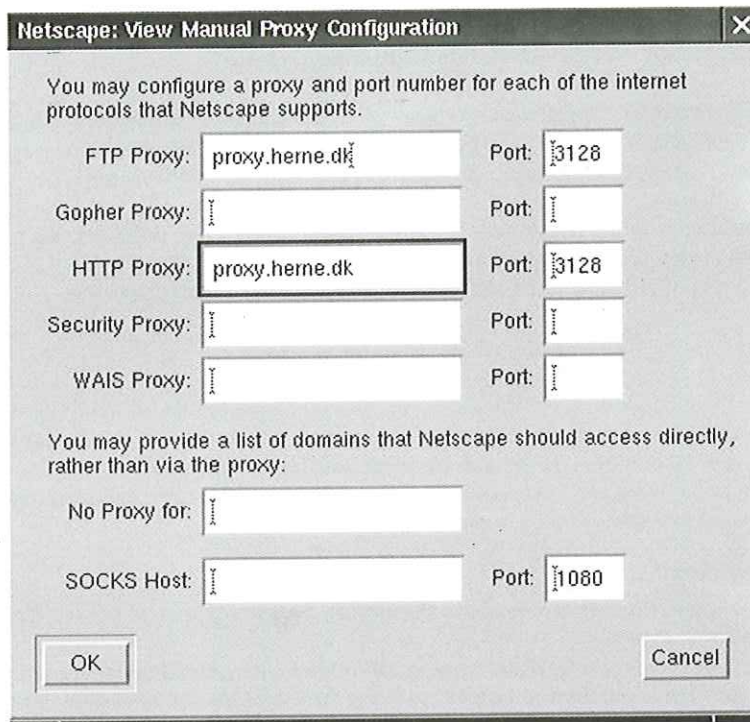 Netscape: View Manual Proxy Configuration
You may configure a proxy and port number for each of the internet
protocols that Netscape supports.
FTP Proxy: proxy.herne.dk Port: 3128
Gopher Proxy: Port:
HTTP Proxy: proxy.herne.dk Port: 3128
Security Proxy: Port:
WAIS Proxy: Port:
You may provide a list of domains that Netscape should access directly,
rather than via the proxy:
No Proxy for:
SOCKS Host: Port: 1080
OK Cancel